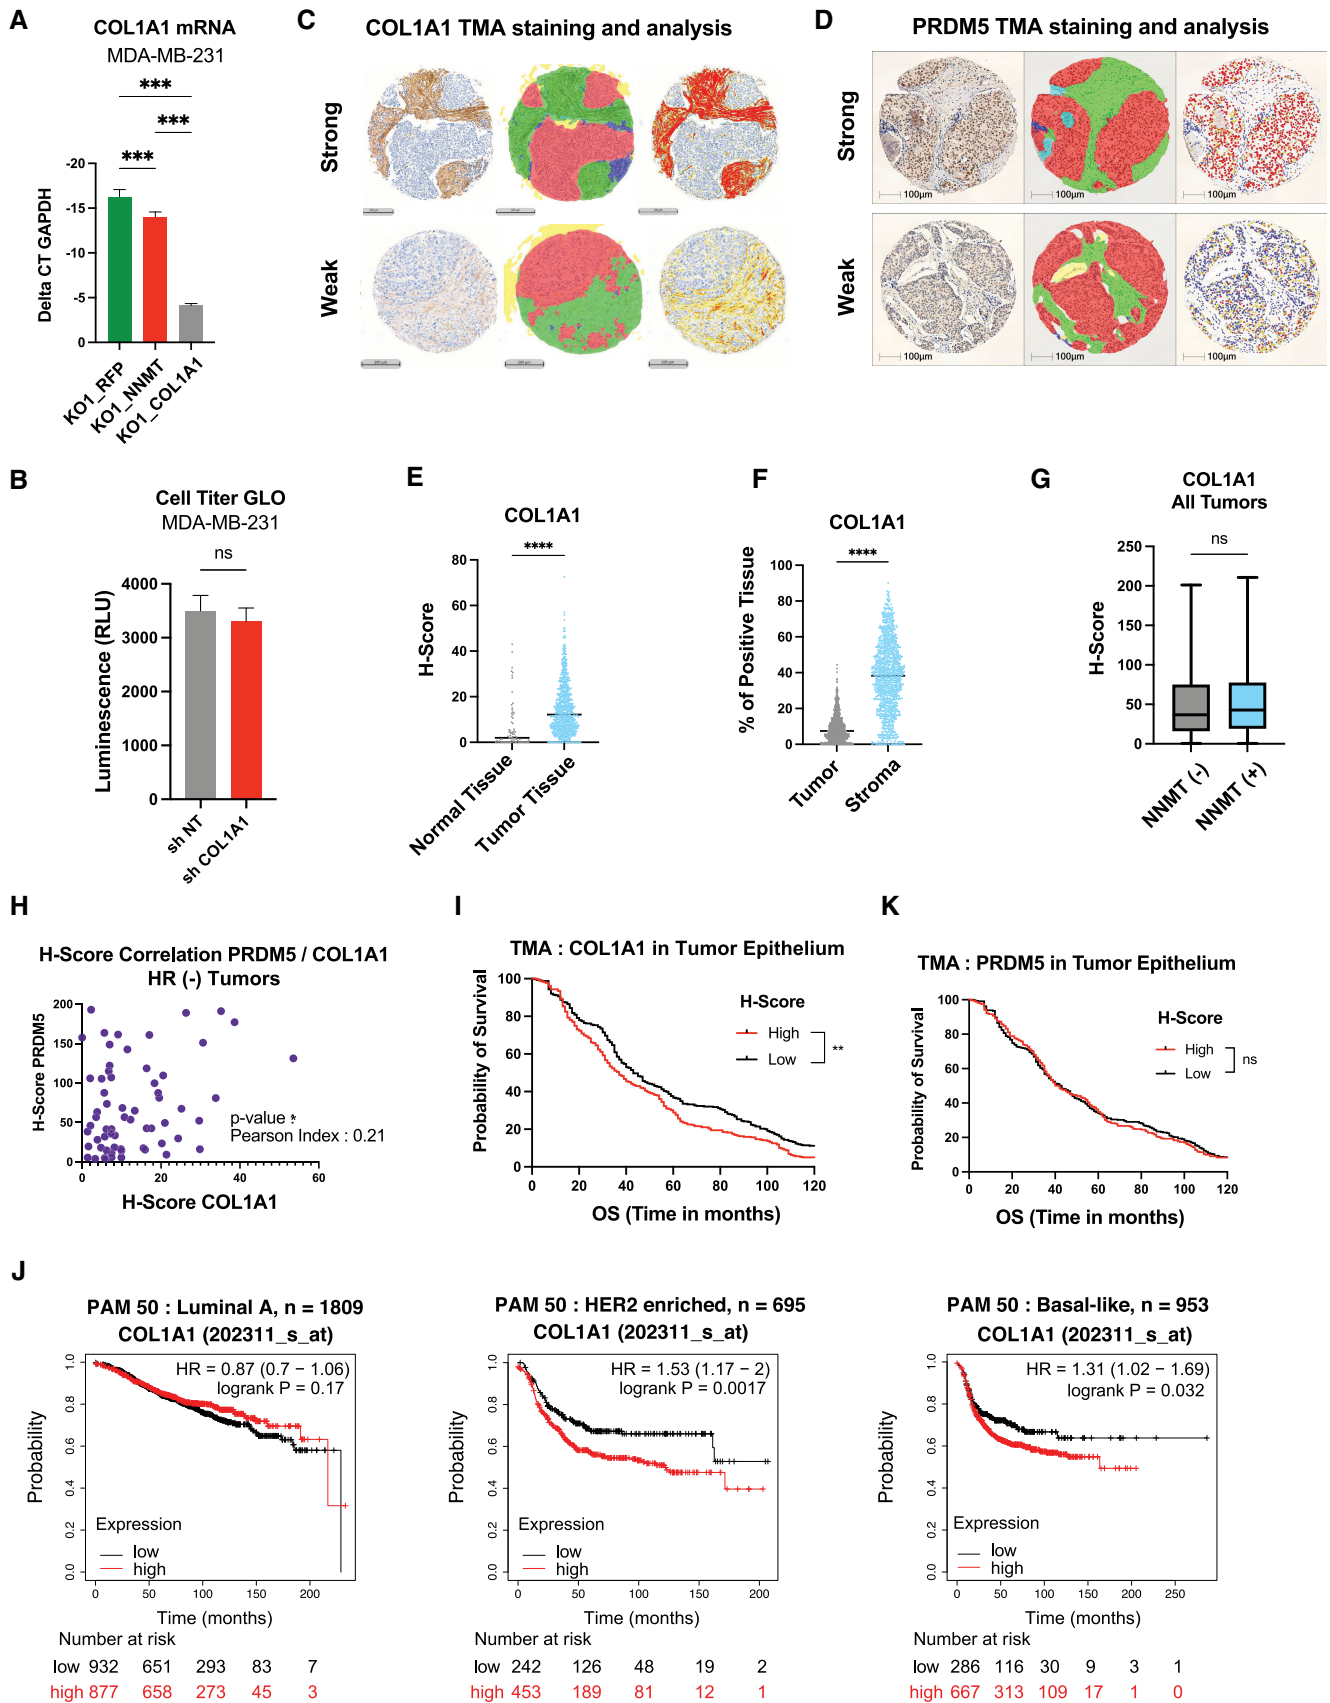 A
COL1A1 mRNA
MDA-MB-231
***
***
***
-20
-15
-10
-5
0
Delta CT GAPDH
KO1_RFP
KO1_NNMT
KO1_COL1A1
C
COL1A1 TMA staining and analysis
Strong
Weak
D
PRDM5 TMA staining and analysis
Strong
100µm
100µm
100µm
Weak
100µm
100µm
100µm
B
Cell Titer GLO
MDA-MB-231
ns
4000
3000
2000
1000
0
Luminescence (RLU)
sh NT
sh COL1A1
E
COL1A1
****
80
60
40
20
0
H-Score
Normal Tissue
Tumor Tissue
F
COL1A1
****
100
80
60
40
20
0
% of Positive Tissue
Tumor
Stroma
G
COL1A1
All Tumors
ns
250
200
150
100
50
0
H-Score
NNMT (-)
NNMT (+)
H
H-Score Correlation PRDM5 / COL1A1
HR (-) Tumors
200
150
100
50
0
H-Score PRDM5
p-value : *
Pearson Index : 0.21
0 20 40 60
H-Score COL1A1
I
TMA : COL1A1 in Tumor Epithelium
100
80
60
40
20
0
Probability of Survival
H-Score
High
Low
**
0 20 40 60 80 100 120
OS (Time in months)
K
TMA : PRDM5 in Tumor Epithelium
100
80
60
40
20
0
Probability of Survival
H-Score
High
Low
ns
0 20 40 60 80 100 120
OS (Time in months)
J
PAM 50 : Luminal A, n = 1809
COL1A1 (202311_s_at)
HR = 0.87 (0.7 − 1.06)
logrank P = 0.17
1.0
0.8
0.6
0.4
0.2
0.0
Probability
Expression
low
high
0 50 100 150 200
Time (months)
Number at risk
low 932 651 293 83 7
high 877 658 273 45 3
PAM 50 : HER2 enriched, n = 695
COL1A1 (202311_s_at)
HR = 1.53 (1.17 − 2)
logrank P = 0.0017
1.0
0.8
0.6
0.4
0.2
0.0
Probability
Expression
low
high
0 50 100 150 200
Time (months)
Number at risk
low 242 126 48 19 2
high 453 189 81 12 1
PAM 50 : Basal-like, n = 953
COL1A1 (202311_s_at)
HR = 1.31 (1.02 − 1.69)
logrank P = 0.032
1.0
0.8
0.6
0.4
0.2
0.0
Probability
Expression
low
high
0 50 100 150 200 250
Time (months)
Number at risk
low 286 116 30 9 3 1
high 667 313 109 17 1 0